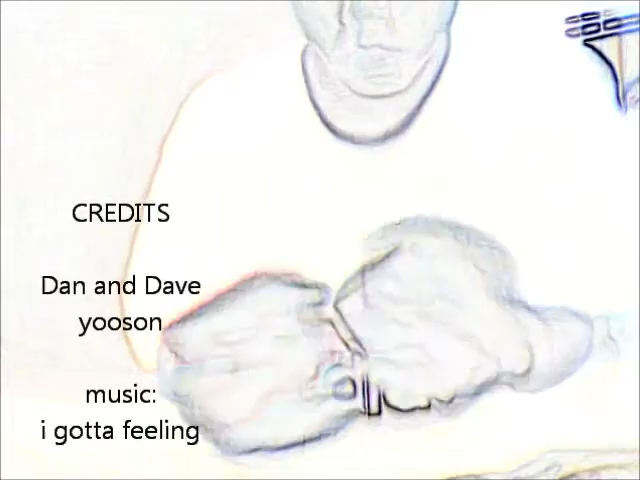 CREDITS
Dan and Dave
yooson
music:
i gotta feeling